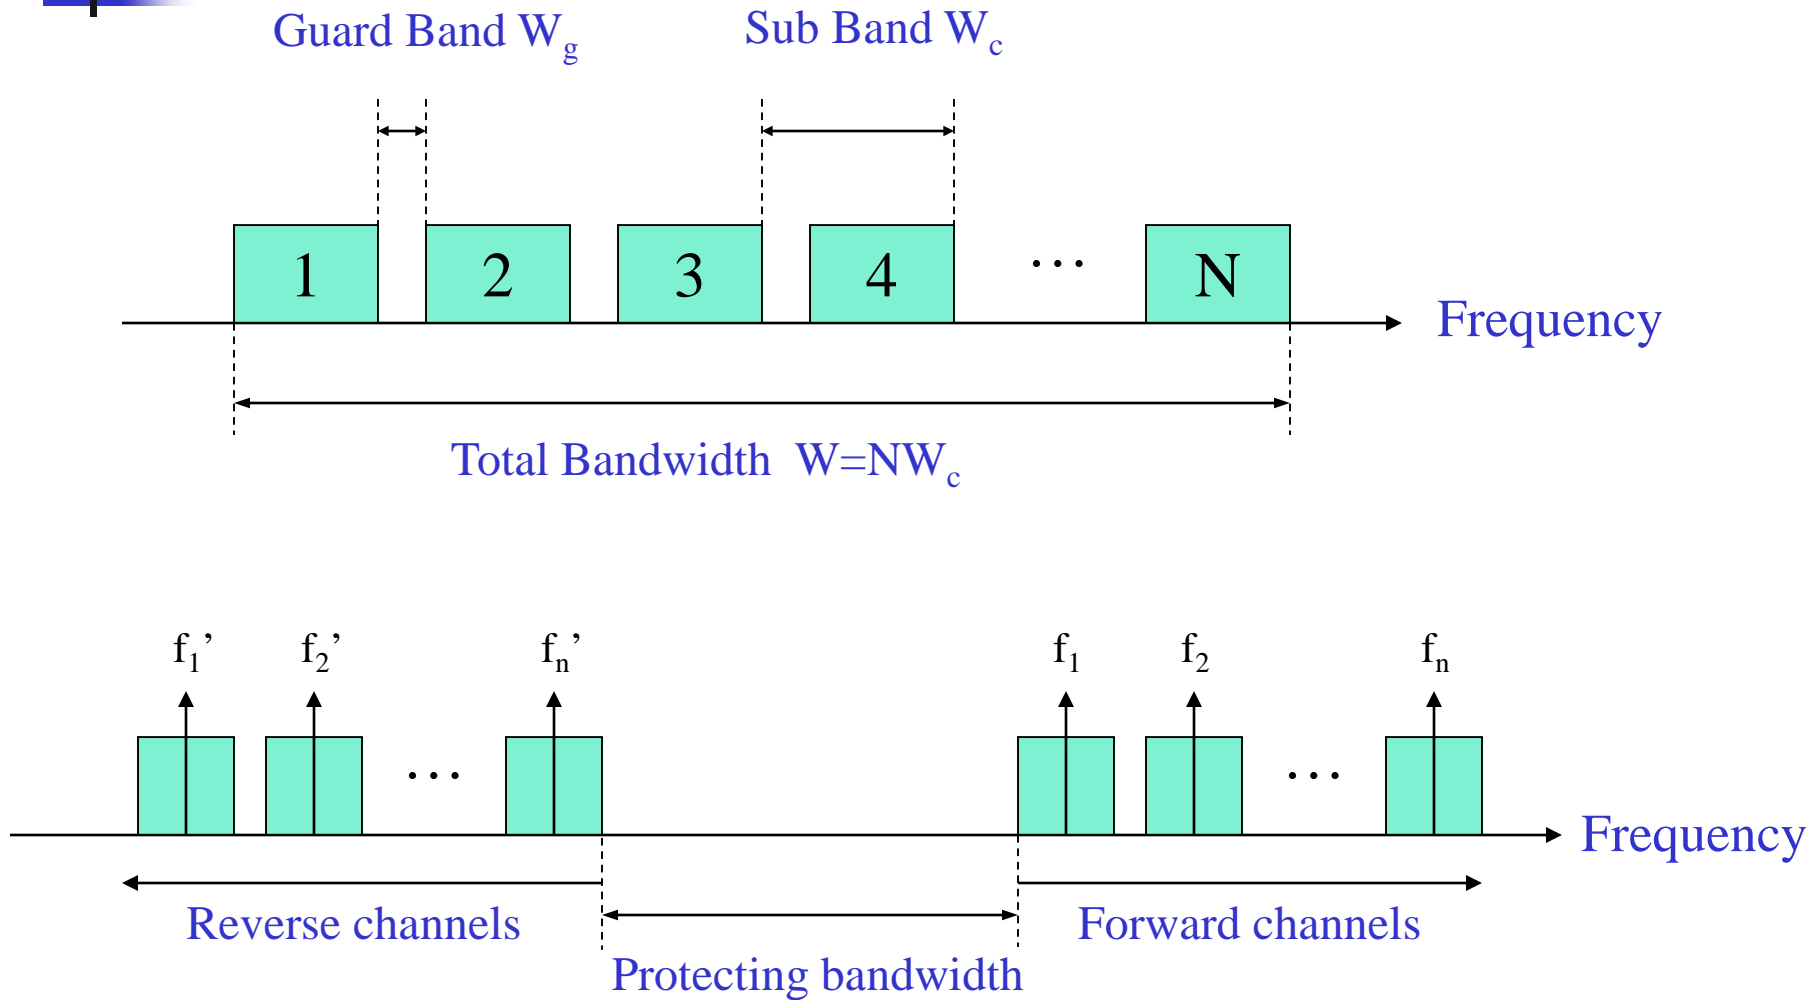 Guard Band Wg
Sub Band Wc
1 2 3 4 ... N
Frequency
Total Bandwidth W=NWc
f1’ f2’ fn’ f1 f2 fn
... ...
Frequency
Reverse channels
Forward channels
Protecting bandwidth